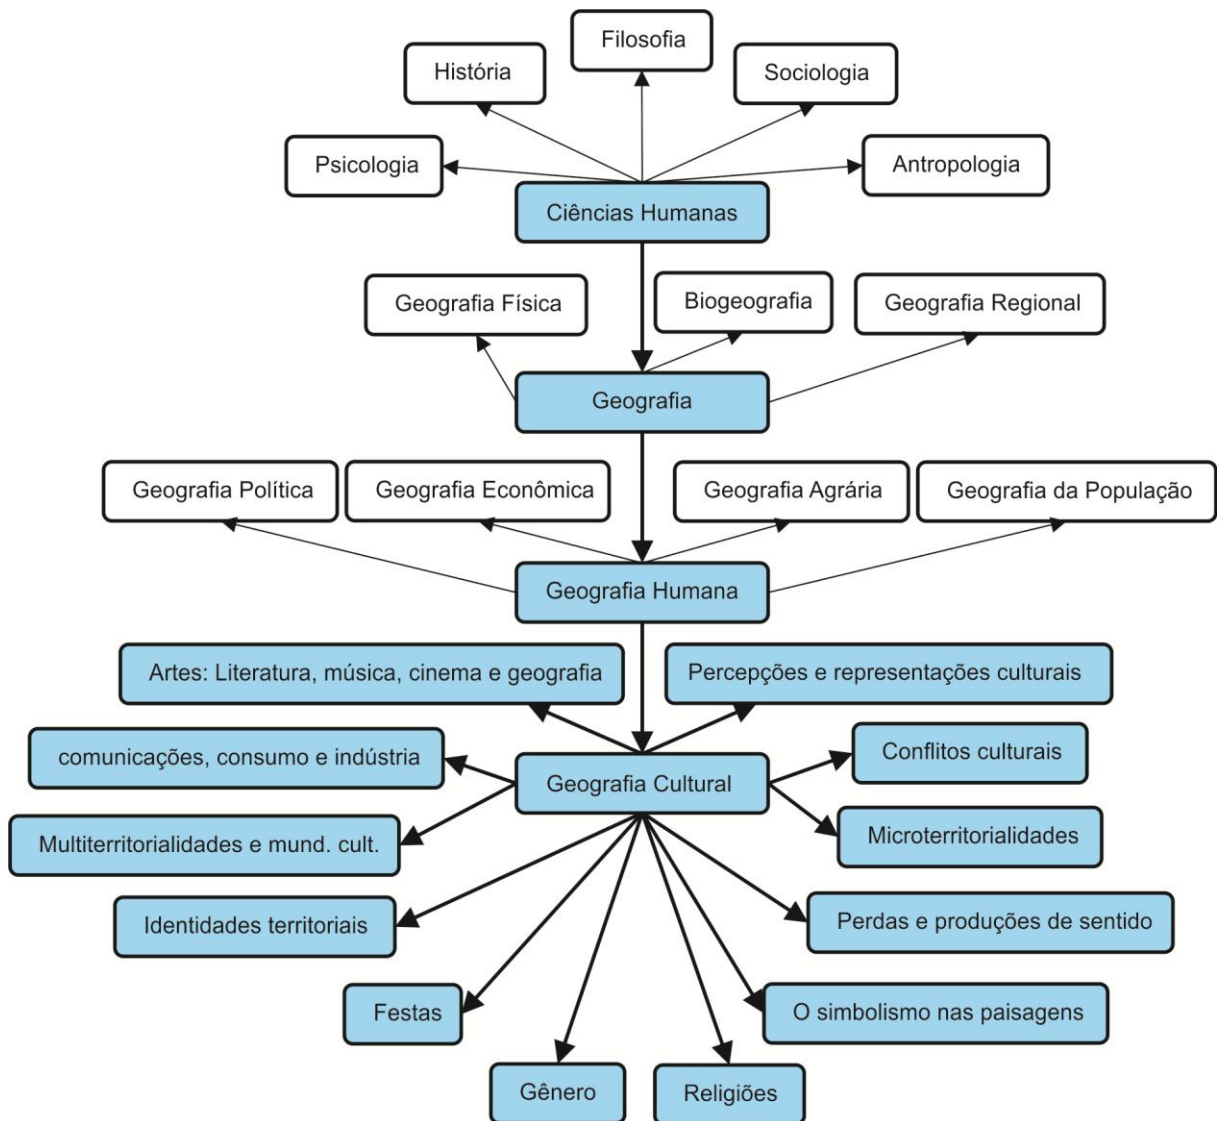 Filosofia
História
Sociologia
Psicologia
Antropologia
Ciências Humanas
Geografia Física
Biogeografia
Geografia Regional
Geografia
Geografia Política
Geografia Econômica
Geografia Agrária
Geografia da População
Geografia Humana
Artes: Literatura, música, cinema e geografia
Percepções e representações culturais
comunicações, consumo e indústria
Conflitos culturais
Geografia Cultural
Multiterritorialidades e mund. cult.
Microterritorialidades
Identidades territoriais
Perdas e produções de sentido
Festas
O simbolismo nas paisagens
Gênero
Religiões